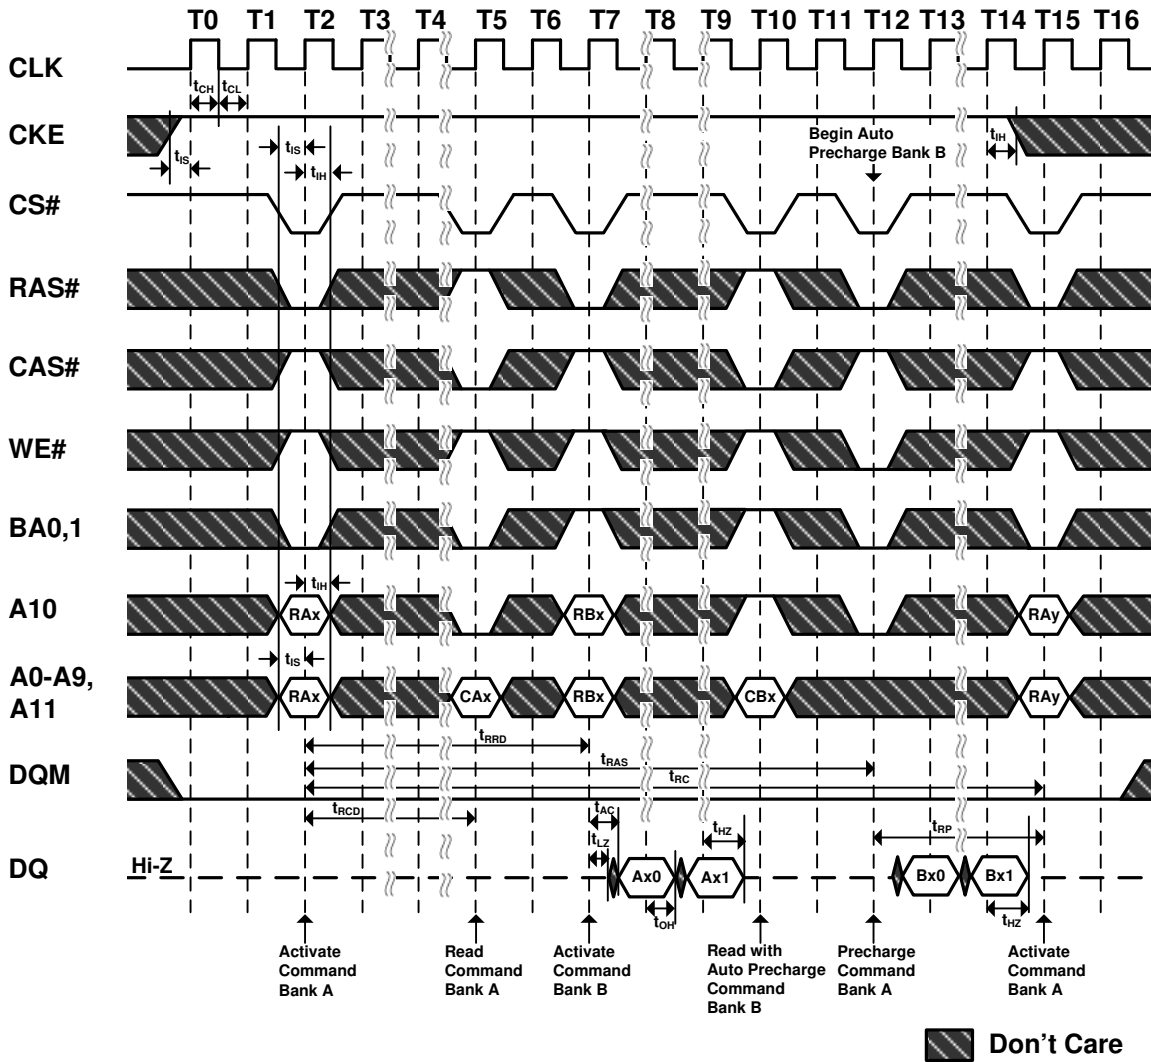 T0 T1 T2 T3 T4 T5 T6 T7 T8 T9 T10 T11 T12 T13 T14 T15 T16
CLK
tCH tCL
CKE
tIS tIS tIH
Begin Auto
Precharge Bank B
tIH
CS#
RAS#
CAS#
WE#
BA0,1
tIH
A10
RAx RBx RAy
tIS
A0-A9,
A11
RAx CAx RBx CBx RAy
tRRD
tRAS
DQM
tRC
tRCD
tAC
tHZ
tRP
tLZ
DQ
Hi-Z
Ax0 Ax1 Bx0 Bx1
tOH
tHZ
Activate
Command
Bank A
Read
Command
Bank A
Activate
Command
Bank B
Read with
Auto Precharge
Command
Bank B
Precharge
Command
Bank A
Activate
Command
Bank A
Don't Care